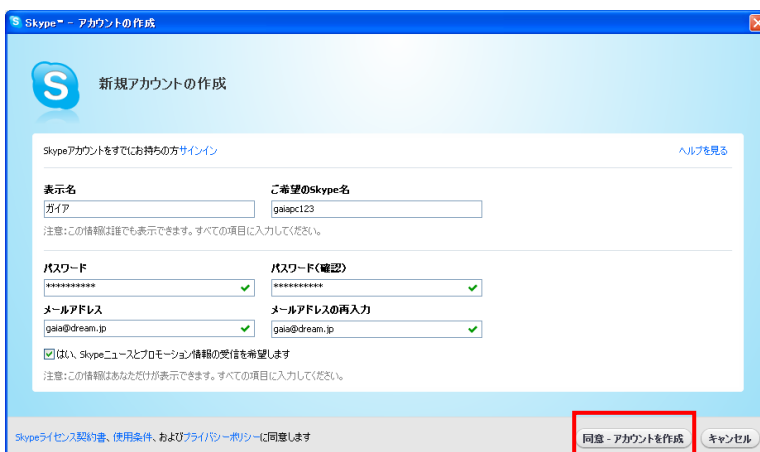 Skype™ - アカウントの作成
新規アカウントの作成
Skypeアカウントをすでにお持ちの方サインイン ヘルプを見る
表示名 ご希望のSkype名
ガイア gaiapc123
注意:この情報は誰でも表示できます。すべての項目に入力してください。
パスワード パスワード(確認)
********** **********
メールアドレス メールアドレスの再入力
gaia@dream.jp gaia@dream.jp
はい、Skypeニュースとプロモーション情報の受信を希望します
注意:この情報はあなただけが表示できます。すべての項目に入力してください。
Skypeライセンス契約書、使用条件、およびプライバシーポリシーに同意します 同意 - アカウントを作成 キャンセル